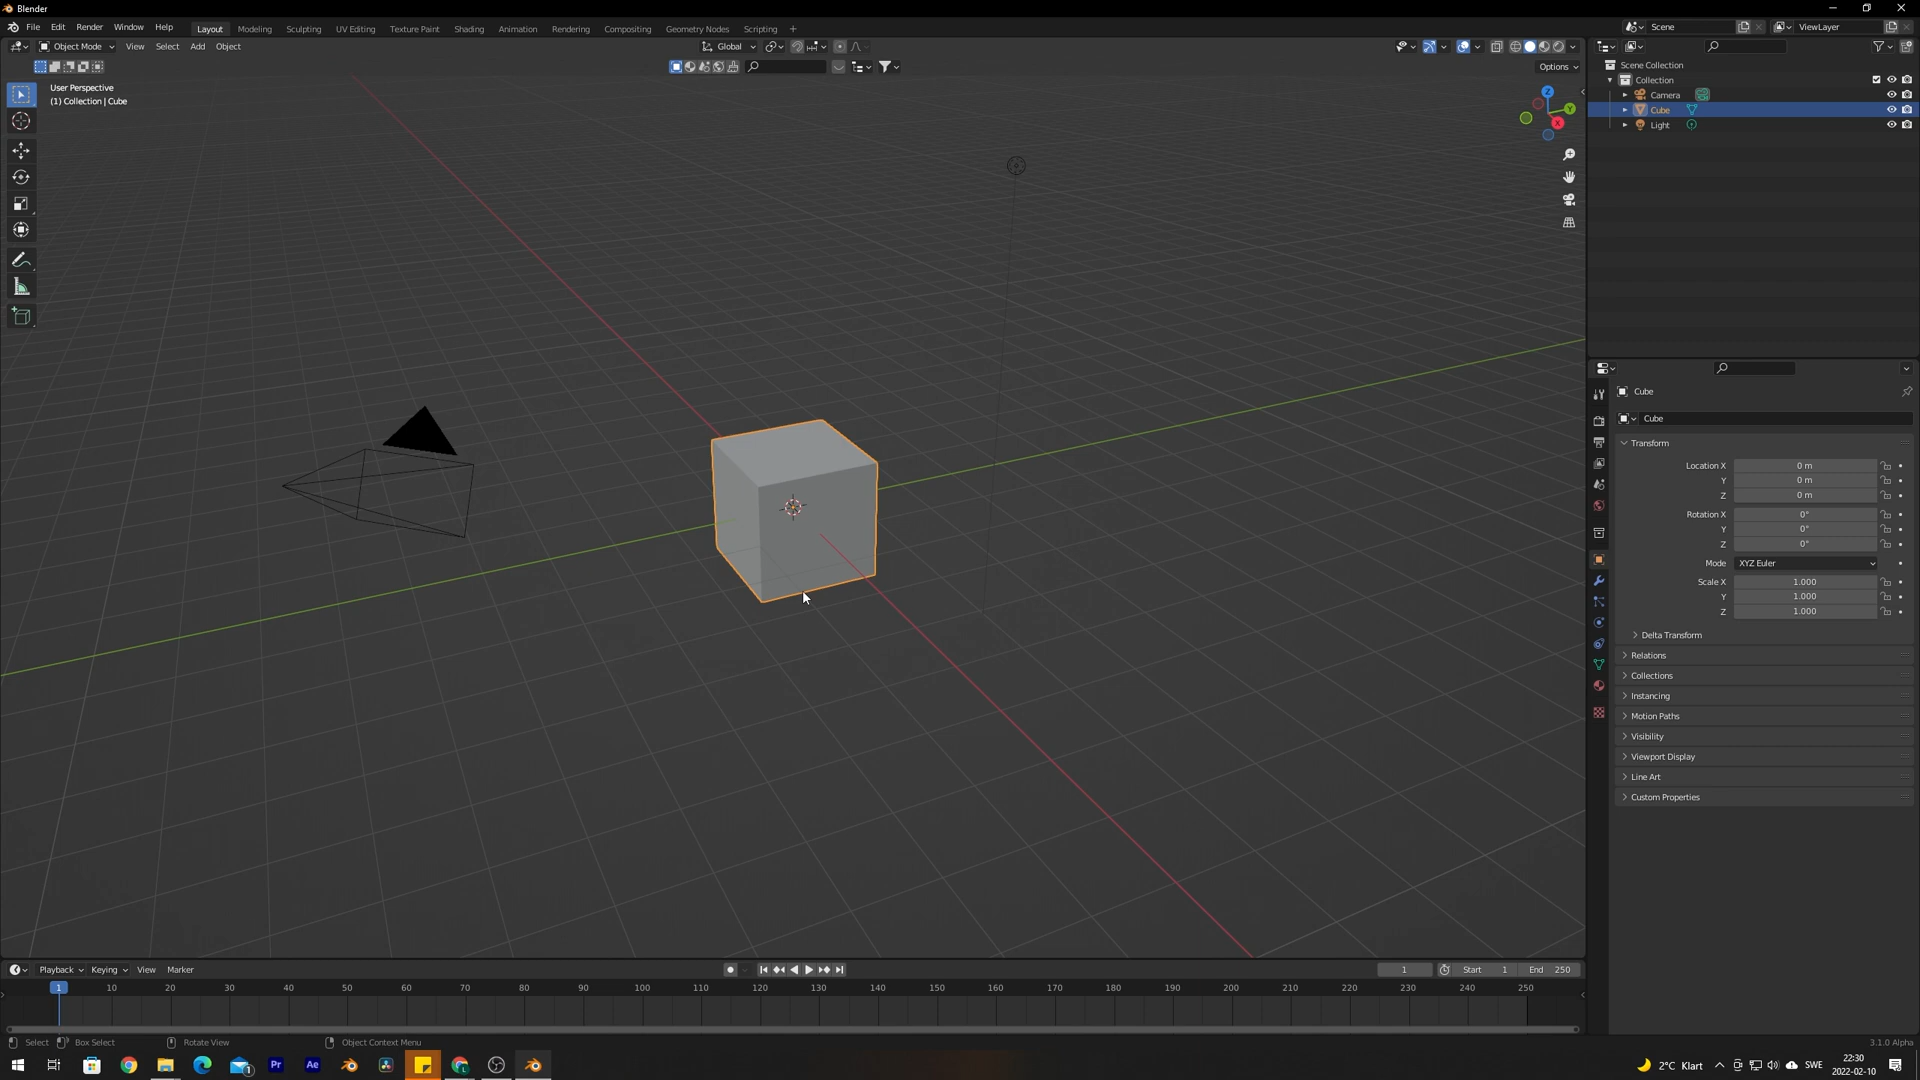 Blender
File Edit Render Window Help Layout Modeling Sculpting UV Editing Texture Paint Shading Animation Rendering Compositing Geometry Nodes Scripting + Scene ViewLayer
Object Mode View Select Add Object Global
Options
User Perspective
(1) Collection | Cube
Z
Y
X
Scene Collection
Collection
Camera
Cube
Light
Cube
Cube
Transform
Location X 0 m
Y 0 m
Z 0 m
Rotation X 0°
Y 0°
Z 0°
Mode XYZ Euler
Scale X 1.000
Y 1.000
Z 1.000
Delta Transform
Relations
Collections
Instancing
Motion Paths
Visibility
Viewport Display
Line Art
Custom Properties
Playback Keying View Marker 1 Start 1 End 250
1 10 20 30 40 50 60 70 80 90 100 110 120 130 140 150 160 170 180 190 200 210 220 230 240 250
Select Box Select Rotate View Object Context Menu 3.1.0 Alpha
1 Pr Ae 2°C Klart SWE 22:30
2022-02-10